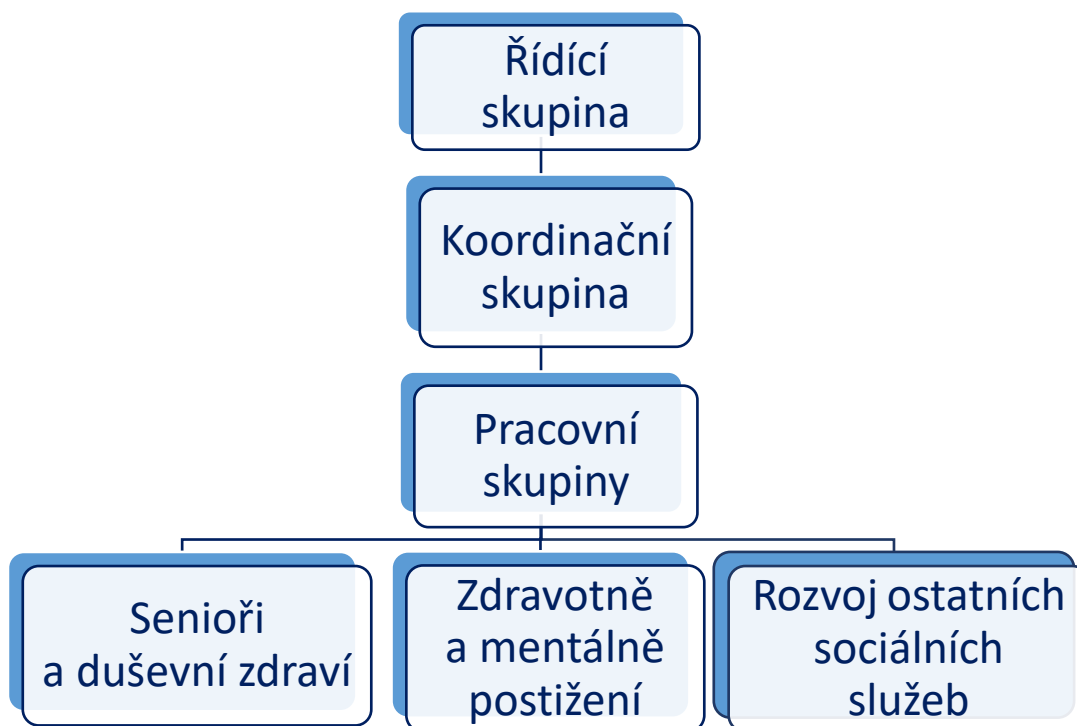 Řídící
skupina
Koordinační
skupina
Pracovní
skupiny
Senioři
a duševní zdraví
Zdravotně
a mentálně
postižení
Rozvoj ostatních
sociálních
služeb